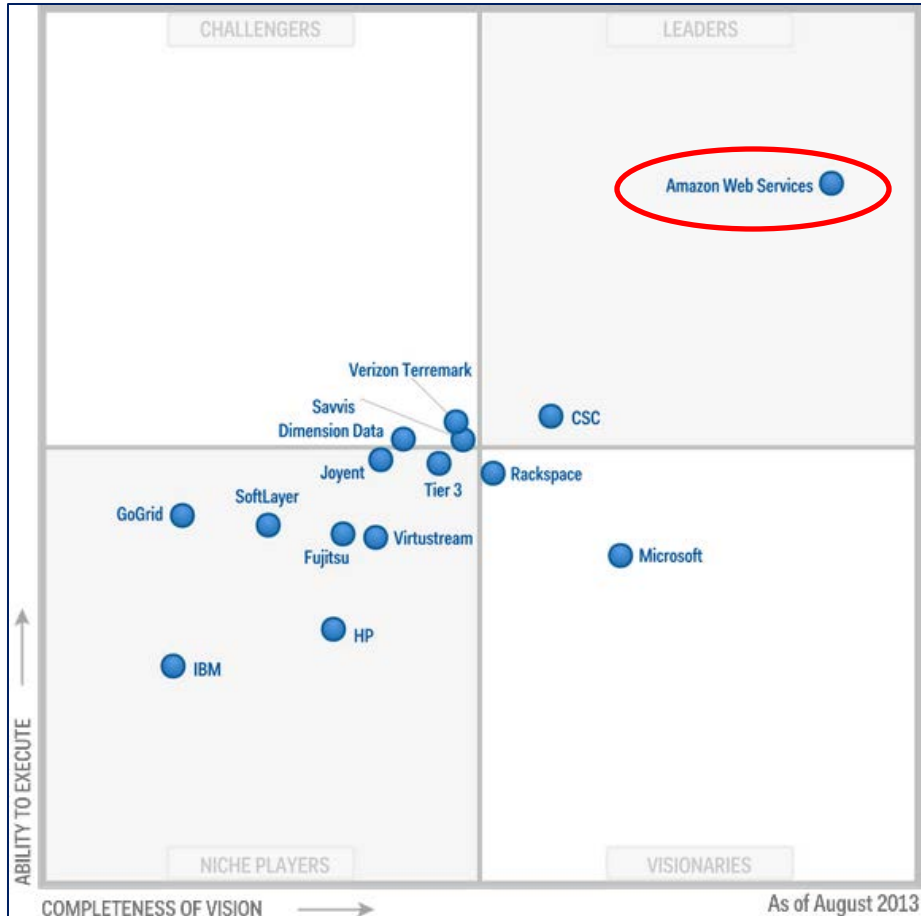 CHALLENGERS
LEADERS
Amazon Web Services
Verizon Terremark
Savvis
CSC
Dimension Data
Joyent
Tier 3
Rackspace
SoftLayer
GoGrid
Fujitsu
Virtustream
Microsoft
HP
IBM
ABILITY TO EXECUTE
NICHE PLAYERS
VISIONARIES
COMPLETENESS OF VISION
As of August 2013